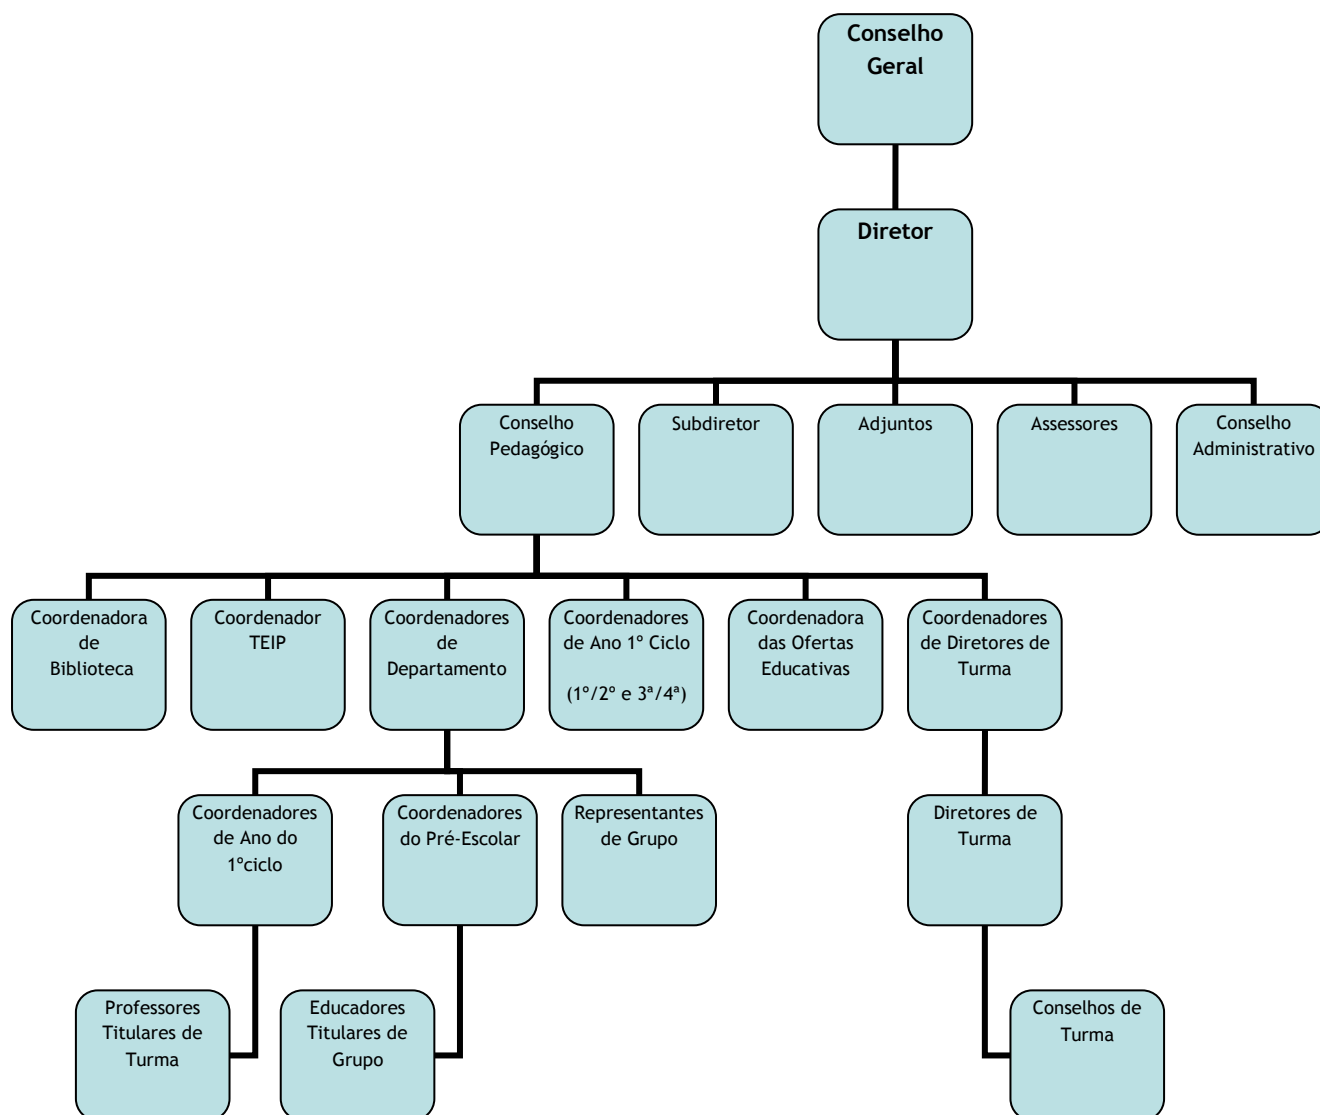 Conselho
Geral
Diretor
Conselho
Pedagógico
Subdiretor
Adjuntos
Assessores
Conselho
Administrativo
Coordenadora
de
Biblioteca
Coordenador
TEIP
Coordenadores
de
Departamento
Coordenadores
de Ano 1º Ciclo
(1º/2º e 3ª/4ª)
Coordenadora
das Ofertas
Educativas
Coordenadores
de Diretores de
Turma
Coordenadores
de Ano do
1ºciclo
Coordenadores
do Pré-Escolar
Representantes
de Grupo
Diretores de
Turma
Professores
Titulares de
Turma
Educadores
Titulares de
Grupo
Conselhos de
Turma